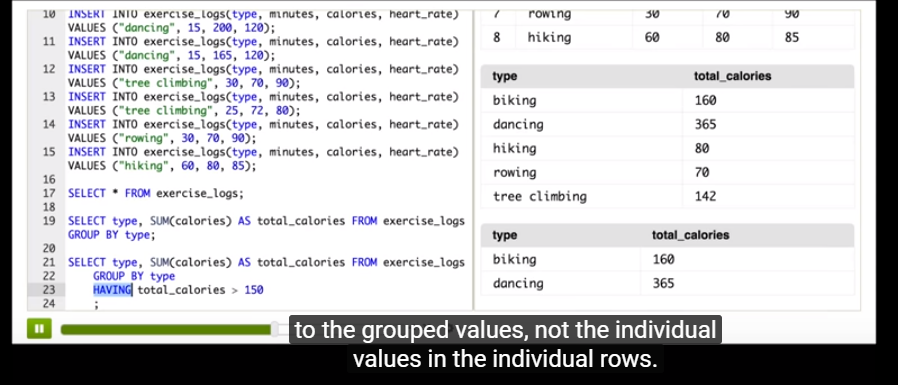 10 INSERT INTO exercise_logs(type, minutes, calories, heart_rate)
VALUES ("dancing", 15, 200, 120);
11 INSERT INTO exercise_logs(type, minutes, calories, heart_rate)
VALUES ("dancing", 15, 165, 120);
12 INSERT INTO exercise_logs(type, minutes, calories, heart_rate)
VALUES ("tree climbing", 30, 70, 90);
13 INSERT INTO exercise_logs(type, minutes, calories, heart_rate)
VALUES ("tree climbing", 25, 72, 80);
14 INSERT INTO exercise_logs(type, minutes, calories, heart_rate)
VALUES ("rowing", 30, 70, 90);
15 INSERT INTO exercise_logs(type, minutes, calories, heart_rate)
VALUES ("hiking", 60, 80, 85);
16
17 SELECT * FROM exercise_logs;
18
19 SELECT type, SUM(calories) AS total_calories FROM exercise_logs
GROUP BY type;
20
21 SELECT type, SUM(calories) AS total_calories FROM exercise_logs
22 GROUP BY type
23 HAVING total_calories > 150
24 ;
7 rowing 30 70 90
8 hiking 60 80 85
type total_calories
biking 160
dancing 365
hiking 80
rowing 70
tree climbing 142
type total_calories
biking 160
dancing 365
to the grouped values, not the individual
values in the individual rows.